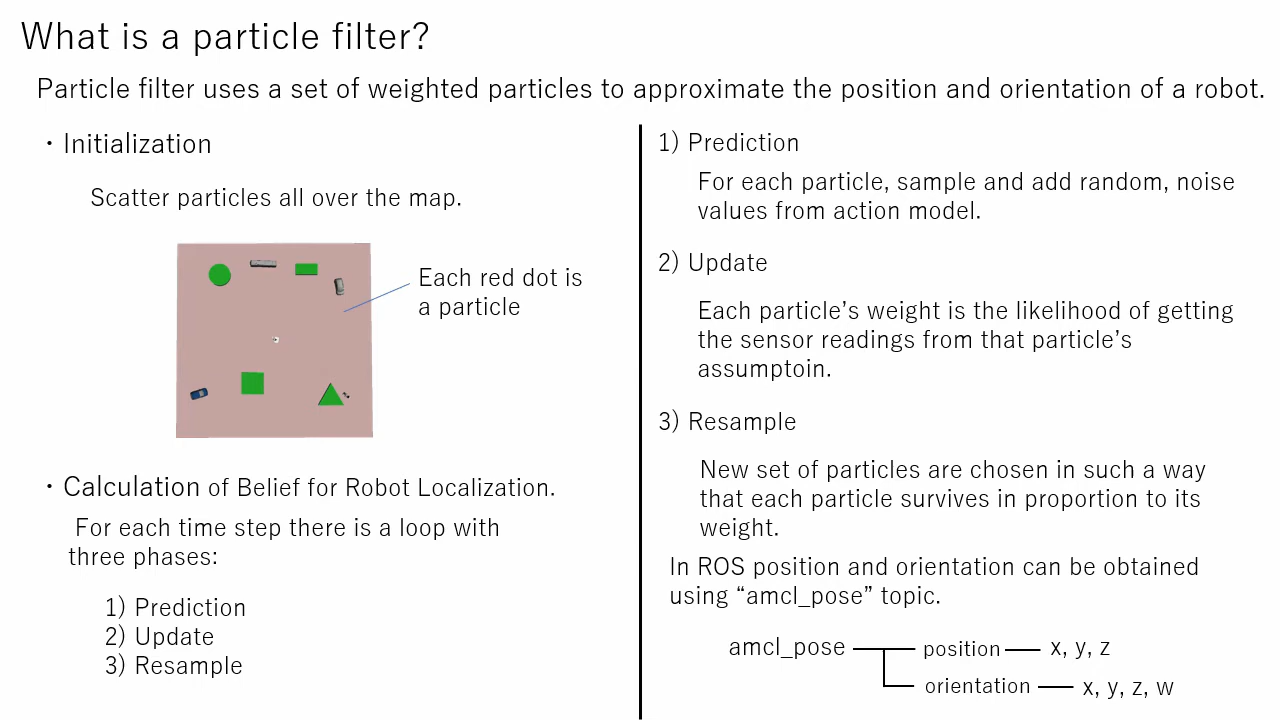 What is a particle filter?
Particle filter uses a set of weighted particles to approximate the position and orientation of a robot.
・Initialization
Scatter particles all over the map.
Each red dot is
a particle
・Calculation of Belief for Robot Localization.
For each time step there is a loop with
three phases:
1) Prediction
2) Update
3) Resample
1) Prediction
For each particle, sample and add random, noise
values from action model.
2) Update
Each particle’s weight is the likelihood of getting
the sensor readings from that particle’s
assumptoin.
3) Resample
New set of particles are chosen in such a way
that each particle survives in proportion to its
weight.
In ROS position and orientation can be obtained
using “amcl_pose” topic.
amcl_pose position x, y, z
orientation x, y, z, w